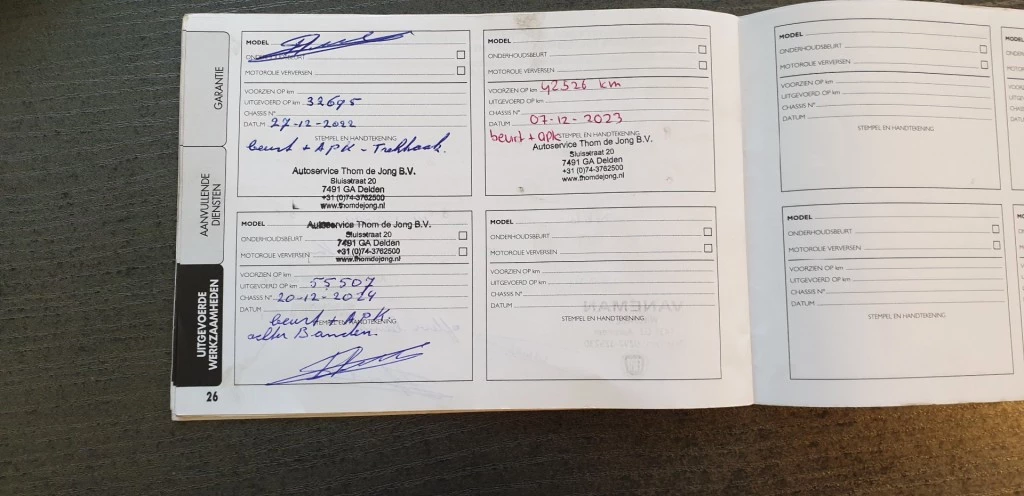 GARANTIE
AANVULLENDE
DIENSTEN
UITGEVOERDE
WERKZAAMHEDEN
26
MODEL
ONDERHOUDSBEURT
MOTOROLIE VERVERSEN
VOORZIEN OP km
UITGEVOERD OP km 32695
CHASSIS N°
DATUM 27-12-2022
STEMPEL EN HANDTEKENING
beurt + APK - Trekhaak.
Autoservice Thom de Jong B.V.
Sluisstraat 20
7491 GA Delden
+31 (0)74-3762500
www.thomdejong.nl
MODEL
ONDERHOUDSBEURT
MOTOROLIE VERVERSEN
VOORZIEN OP km 42526 km
UITGEVOERD OP km
CHASSIS N°
DATUM 07-12-2023
STEMPEL EN HANDTEKENING
beurt + apk
Autoservice Thom de Jong B.V.
Sluisstraat 20
7491 GA Delden
+31 (0)74-3762500
www.thomdejong.nl
MODEL
Autoservice Thom de Jong B.V.
Sluisstraat 20
ONDERHOUDSBEURT
7491 GA Delden
+31 (0)74-3762500
MOTOROLIE VERVERSEN
www.thomdejong.nl
VOORZIEN OP km
UITGEVOERD OP km 55507
CHASSIS N° 20-12-2024
DATUM
STEMPEL EN HANDTEKENING
beurt + APK
achter Banden.
MODEL
ONDERHOUDSBEURT
MOTOROLIE VERVERSEN
VOORZIEN OP km
UITGEVOERD OP km
CHASSIS N°
DATUM
STEMPEL EN HANDTEKENING
MODEL
ONDERHOUDSBEURT
MOTOROLIE VERVERSEN
VOORZIEN OP km
UITGEVOERD OP km
CHASSIS N°
DATUM
STEMPEL EN HANDTEKENING
MODEL
ONDERHOUDSBEURT
MOTOROLIE VERVERSEN
VOORZIEN OP km
UITGEVOERD OP km
CHASSIS N°
DATUM
STEMPEL EN HANDTEKENING